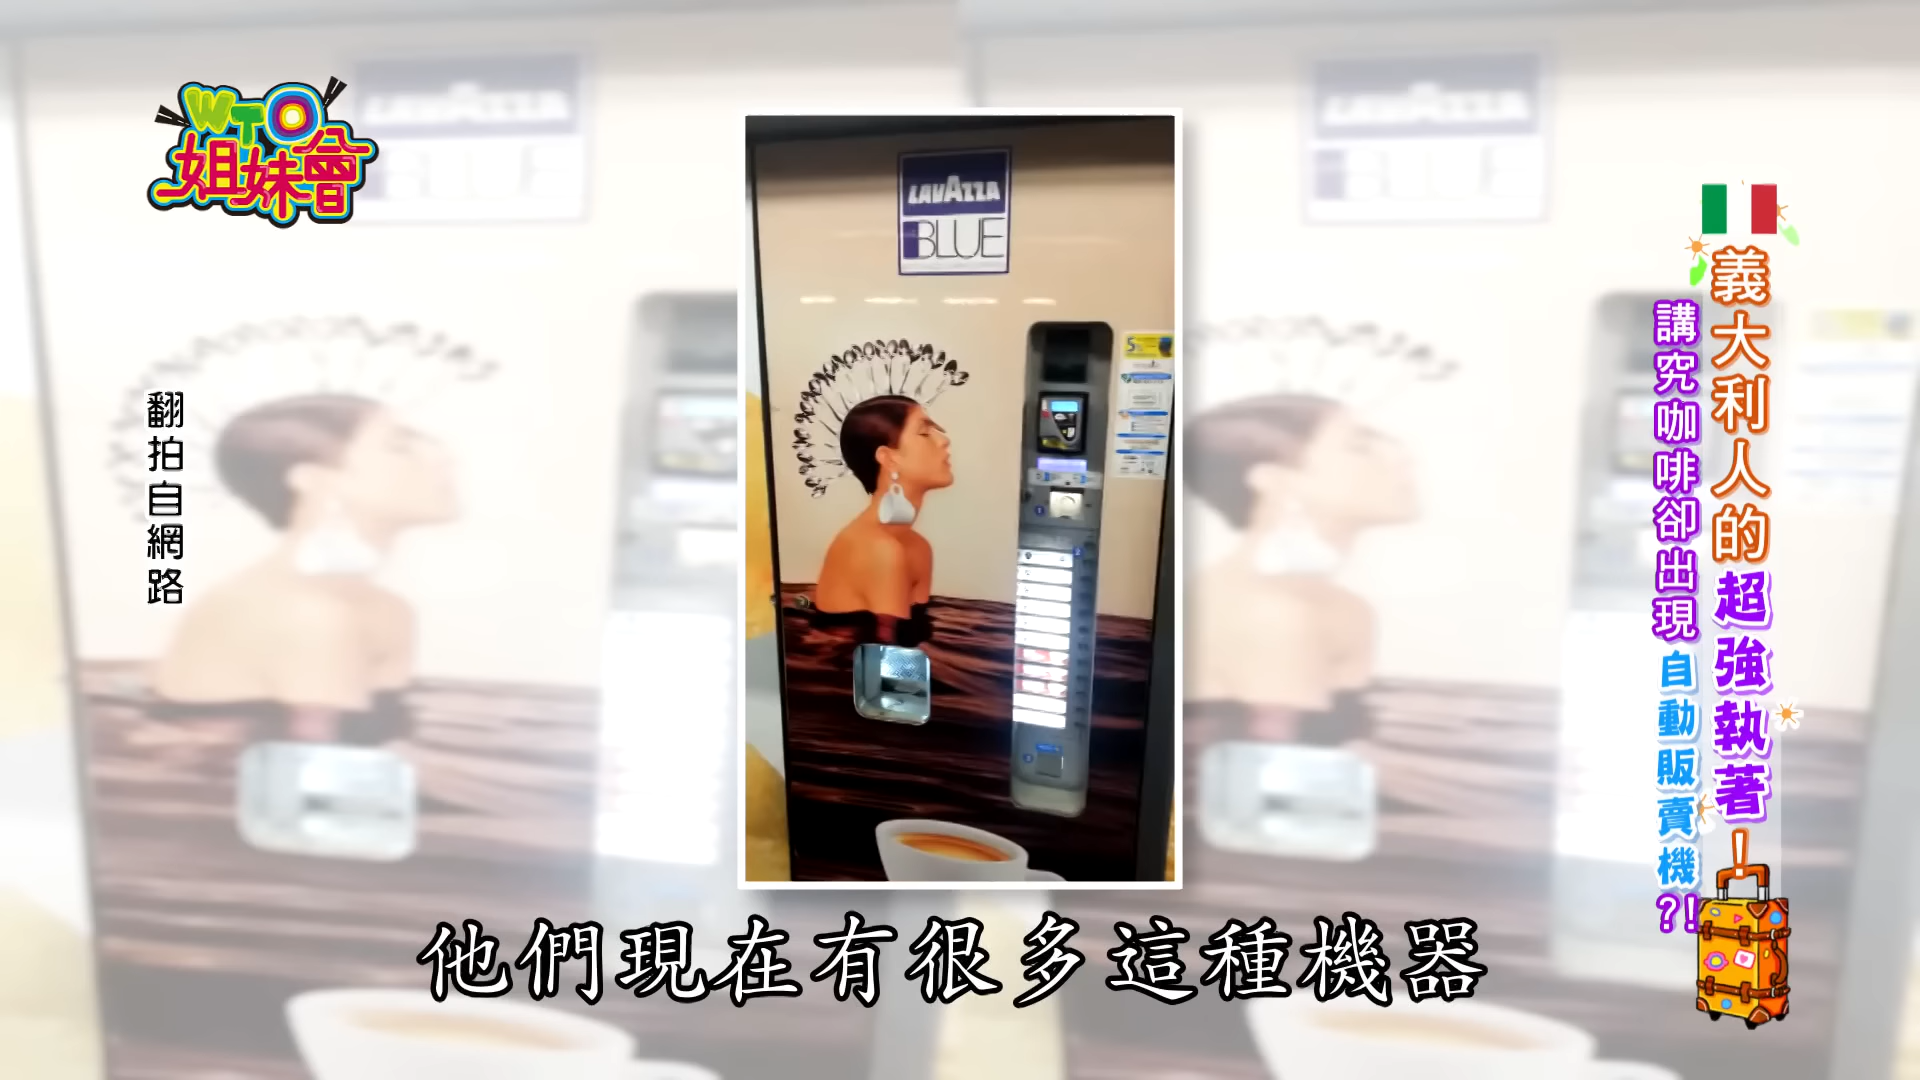 WTO
姐妹會
翻拍自網路
LAVAZZA
BLUE
5
義大利人的超強執著！
講究咖啡卻出現自動販賣機?!
他們現在有很多這種機器